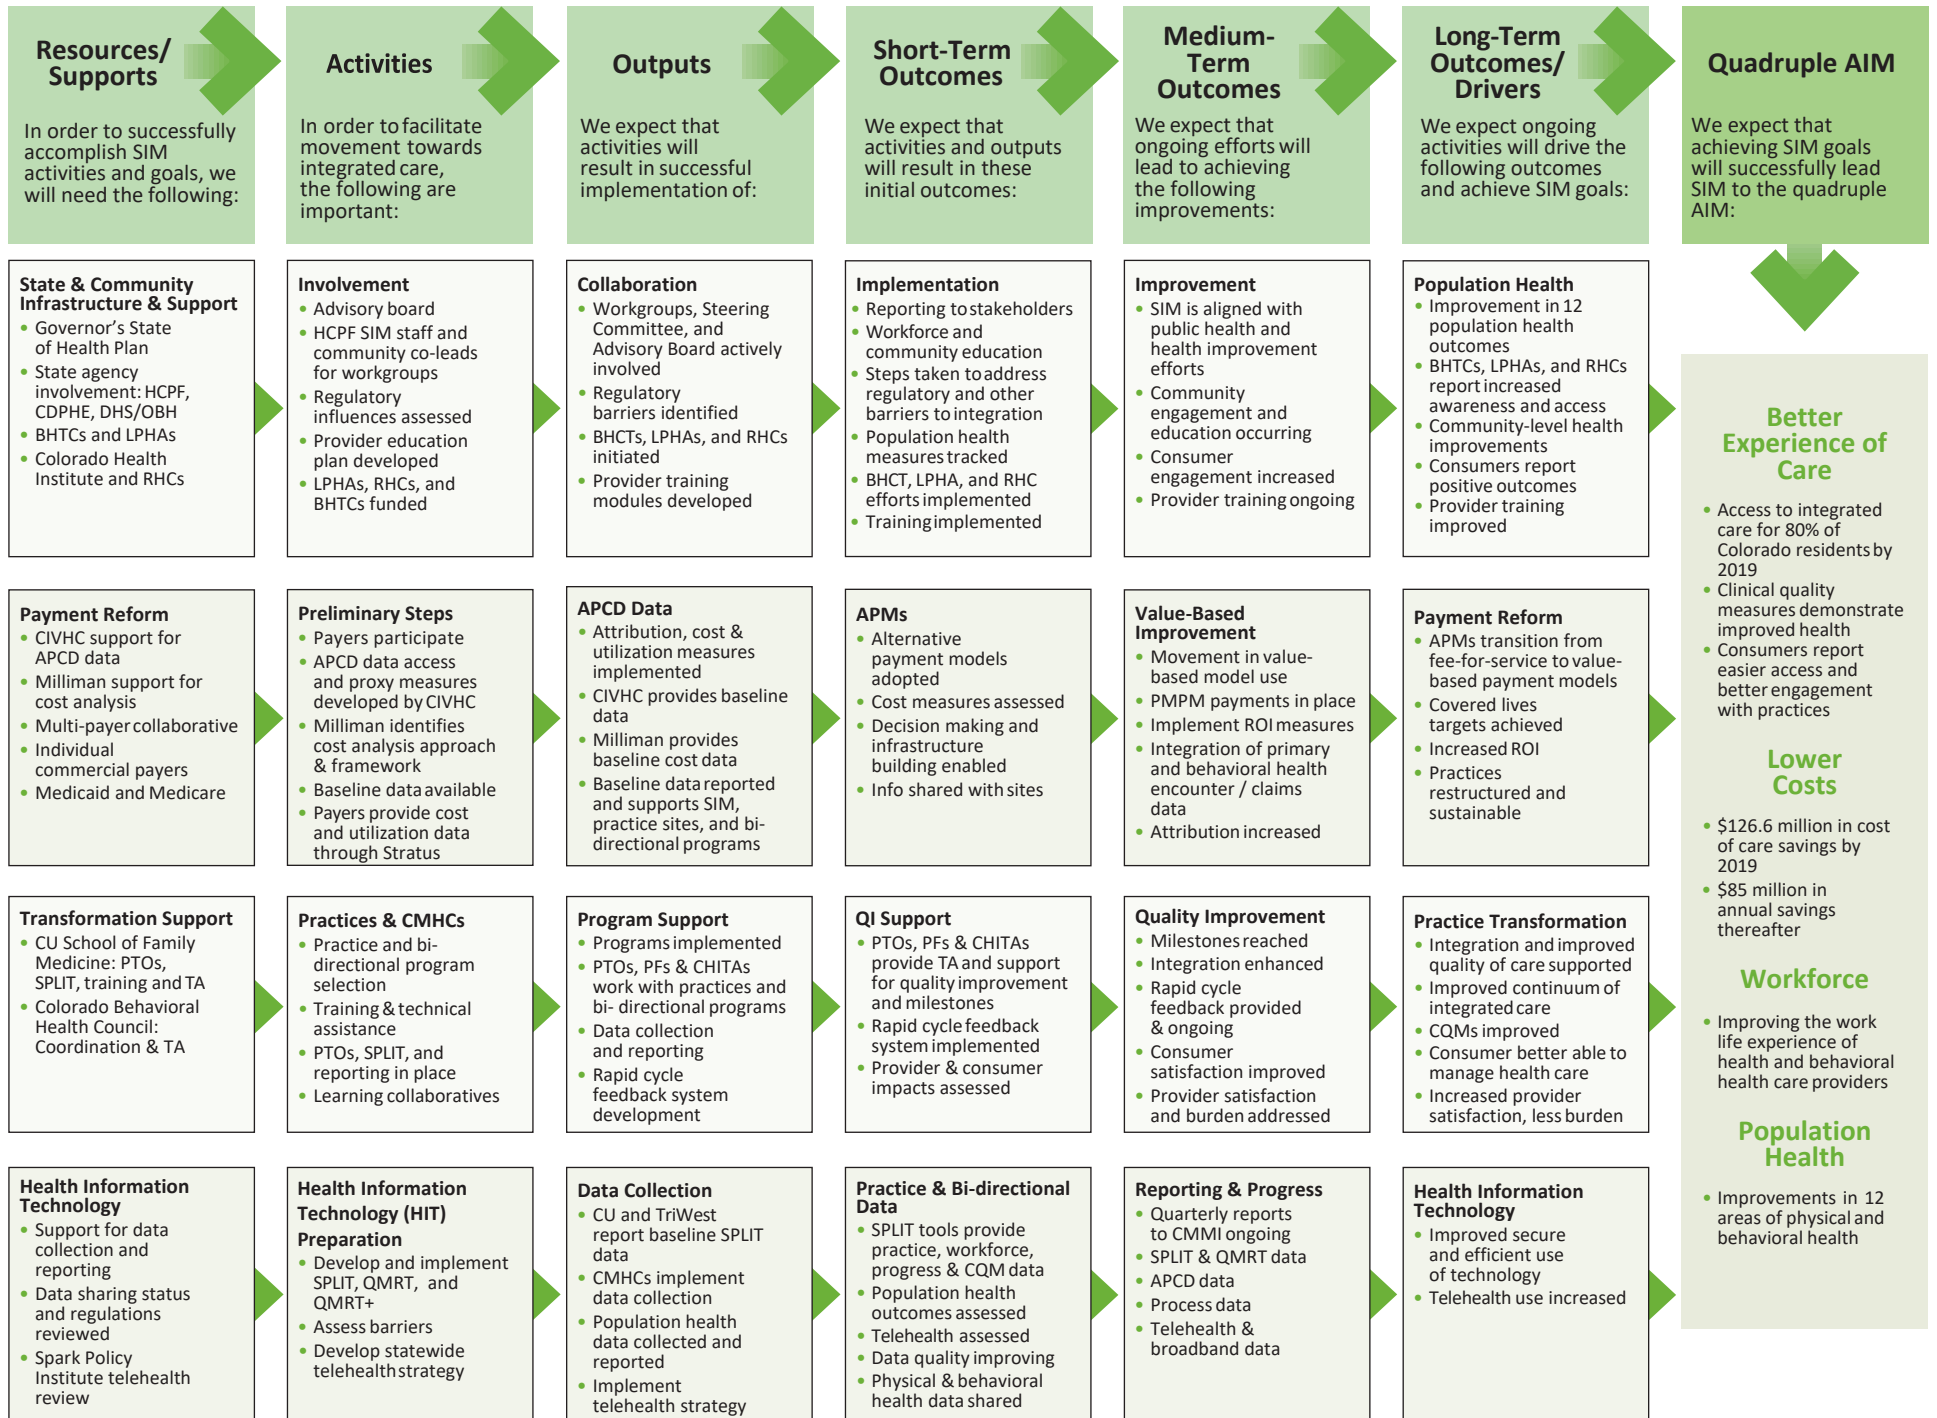 Resources/
Supports
In order to successfully
accomplish SIM
activities and goals, we
will need the following:
Activities
In order to facilitate
movement towards
integrated care,
the following are
important:
Outputs
We expect that
activities will
result in successful
implementation of:
Short-Term
Outcomes
We expect that
activities and outputs
will result in these
initial outcomes:
Medium-
Term
Outcomes
We expect that
ongoing efforts will
lead to achieving
the following
improvements:
Long-Term
Outcomes/
Drivers
We expect ongoing
activities will drive the
following outcomes
and achieve SIM goals:
Quadruple AIM
We expect that
achieving SIM goals
will successfully lead
SIM to the quadruple
AIM:
State & Community
Infrastructure & Support
• Governor's State
of Health Plan
• State agency
involvement: HCPF,
CDPHE, DHS/OBH
• BHTCs and LPHAs
• Colorado Health
Institute and RHCs
Involvement
• Advisory board
• HCPF SIM staff and
community co-leads
for workgroups
• Regulatory
influences assessed
• Provider education
plan developed
• LPHAs, RHCs, and
BHTCs funded
Collaboration
• Workgroups, Steering
Committee, and
Advisory Board actively
involved
• Regulatory
barriers identified
• BHCTs, LPHAs, and RHCs
initiated
• Provider training
modules developed
Implementation
• Reporting to stakeholders
• Workforce and
community education
• Steps taken to address
regulatory and other
barriers to integration
• Population health
measures tracked
• BHCT, LPHA, and RHC
efforts implemented
• Training implemented
Improvement
• SIM is aligned with
public health and
health improvement
efforts
• Community
engagement and
education occurring
• Consumer
engagement increased
• Provider training ongoing
Population Health
• Improvement in 12
population health
outcomes
• BHTCs, LPHAs, and RHCs
report increased
awareness and access
• Community-level health
improvements
• Consumers report
positive outcomes
• Provider training
improved
Payment Reform
• CIVHC support for
APCD data
• Milliman support for
cost analysis
• Multi-payer collaborative
• Individual
commercial payers
• Medicaid and Medicare
Preliminary Steps
• Payers participate
• APCD data access
and proxy measures
developed by CIVHC
• Milliman identifies
cost analysis approach
& framework
• Baseline data available
• Payers provide cost
and utilization data
through Stratus
APCD Data
• Attribution, cost &
utilization measures
implemented
• CIVHC provides baseline
data
• Milliman provides
baseline cost data
• Baseline data reported
and supports SIM,
practice sites, and bi-
directional programs
APMs
• Alternative
payment models
adopted
• Cost measures assessed
• Decision making and
infrastructure
building enabled
• Info shared with sites
Value-Based
Improvement
• Movement in value-
based model use
• PMPM payments in place
• Implement ROI measures
• Integration of primary
and behavioral health
encounter / claims
data
• Attribution increased
Payment Reform
• APMs transition from
fee-for-service to value-
based payment models
• Covered lives
targets achieved
• Increased ROI
• Practices
restructured and
sustainable
Transformation Support
• CU School of Family
Medicine: PTOs,
SPLIT, training and TA
• Colorado Behavioral
Health Council:
Coordination & TA
Practices & CMHCs
• Practice and bi-
directional program
selection
• Training & technical
assistance
• PTOs, SPLIT, and
reporting in place
• Learning collaboratives
Program Support
• Programs implemented
• PTOs, PFs & CHITAs
work with practices and
bi- directional programs
• Data collection
and reporting
• Rapid cycle
feedback system
development
QI Support
• PTOs, PFs & CHITAs
provide TA and support
for quality improvement
and milestones
• Rapid cycle feedback
system implemented
• Provider & consumer
impacts assessed
Quality Improvement
• Milestones reached
• Integration enhanced
• Rapid cycle
feedback provided
& ongoing
• Consumer
satisfaction improved
• Provider satisfaction
and burden addressed
Practice Transformation
• Integration and improved
quality of care supported
• Improved continuum of
integrated care
• CQMs improved
• Consumer better able to
manage health care
• Increased provider
satisfaction, less burden
Health Information
Technology
• Support for data
collection and
reporting
• Data sharing status
and regulations
reviewed
• Spark Policy
Institute telehealth
review
Health Information
Technology (HIT)
Preparation
• Develop and implement
SPLIT, QMRT, and
QMRT+
• Assess barriers
• Develop statewide
telehealth strategy
Data Collection
• CU and TriWest
report baseline SPLIT
data
• CMHCs implement
data collection
• Population health
data collected and
reported
• Implement
telehealth strategy
Practice & Bi-directional
Data
• SPLIT tools provide
practice, workforce,
progress & CQM data
• Population health
outcomes assessed
• Telehealth assessed
• Data quality improving
• Physical & behavioral
health data shared
Reporting & Progress
• Quarterly reports
to CMMI ongoing
• SPLIT & QMRT data
• APCD data
• Process data
• Telehealth &
broadband data
Health Information
Technology
• Improved secure
and efficient use
of technology
• Telehealth use increased
Better
Experience of
Care
• Access to integrated
care for 80% of
Colorado residents by
2019
• Clinical quality
measures demonstrate
improved health
• Consumers report
easier access and
better engagement
with practices
Lower
Costs
• $126.6 million in cost
of care savings by
2019
• $85 million in
annual savings
thereafter
Workforce
• Improving the work
life experience of
health and behavioral
health care providers
Population
Health
• Improvements in 12
areas of physical and
behavioral health